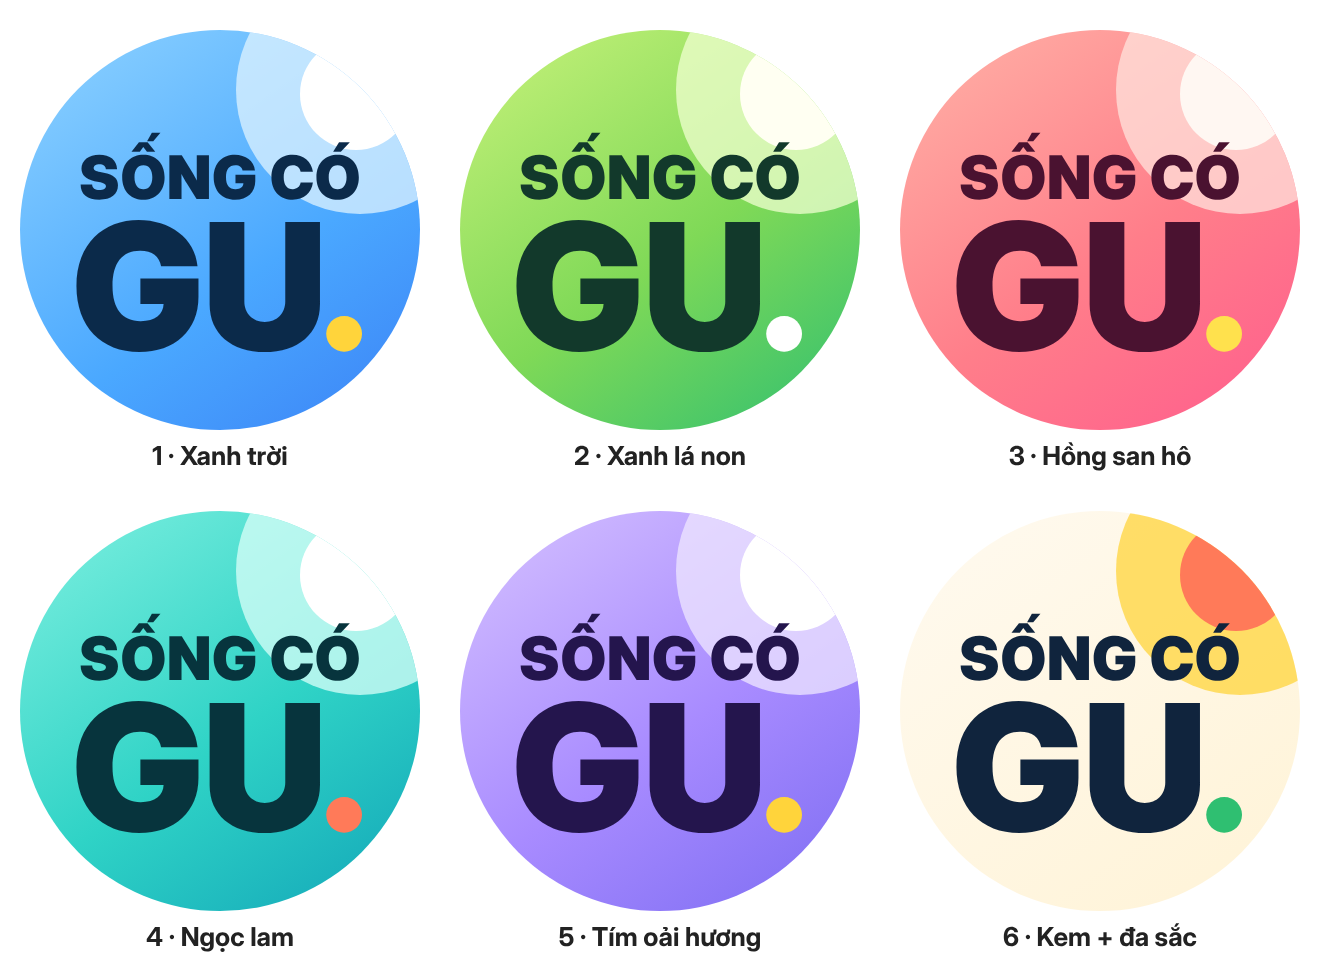 SỐNG CÓ
GU.
1 · Xanh trời
SỐNG CÓ
GU.
2 · Xanh lá non
SỐNG CÓ
GU.
3 · Hồng san hô
SỐNG CÓ
GU.
4 · Ngọc lam
SỐNG CÓ
GU.
5 · Tím oải hương
SỐNG CÓ
GU.
6 · Kem + đa sắc